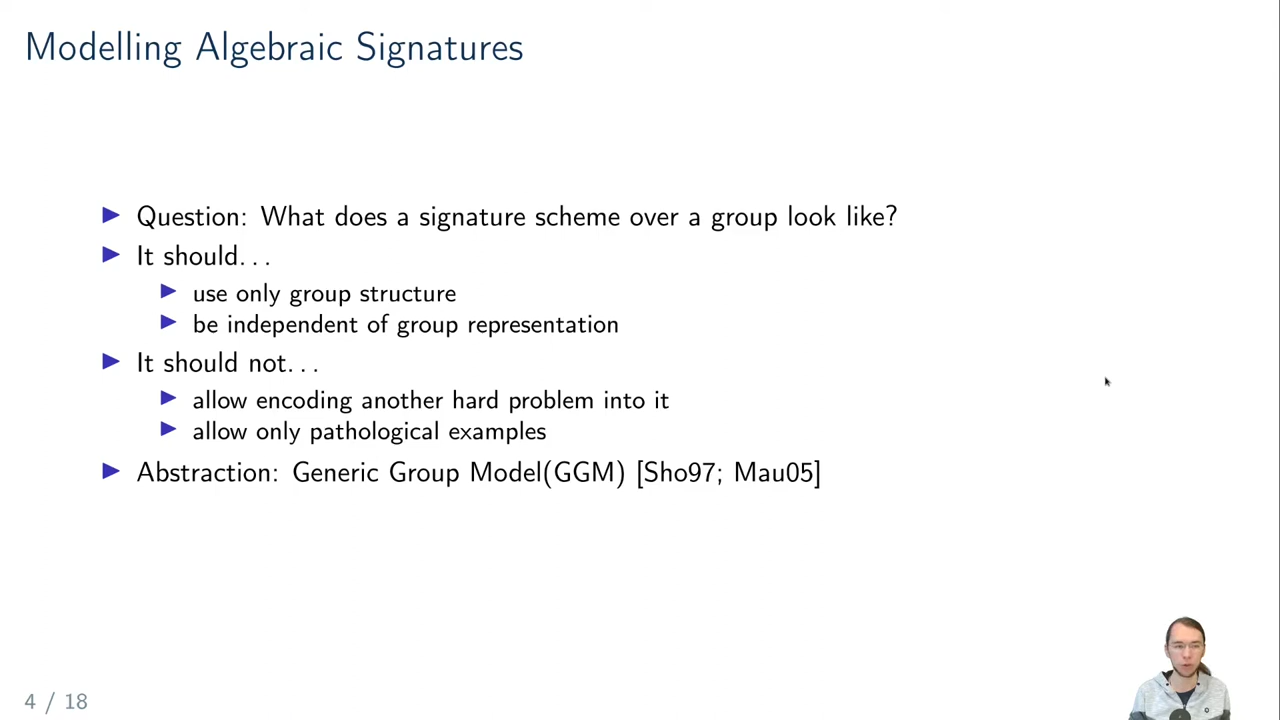 Modelling Algebraic Signatures
Question: What does a signature scheme over a group look like?
It should...
use only group structure
be independent of group representation
It should not...
allow encoding another hard problem into it
allow only pathological examples
Abstraction: Generic Group Model(GGM) [Sho97; Mau05]
4 / 18